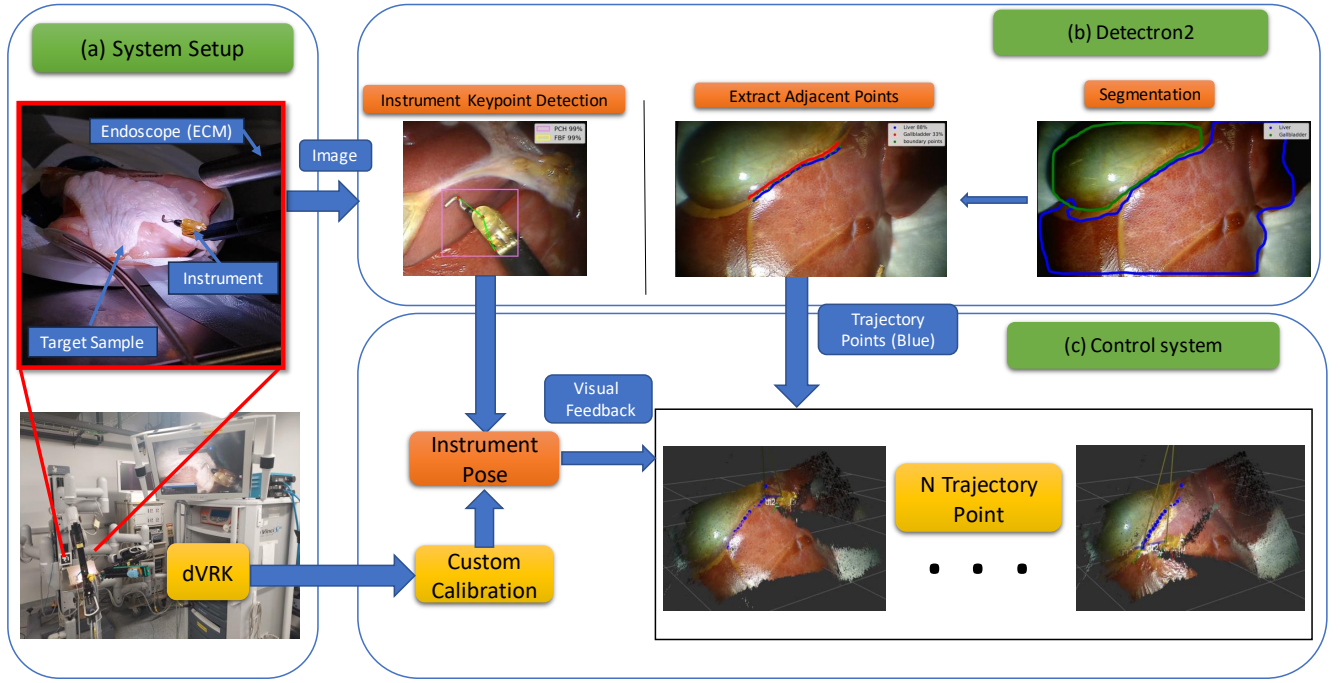 (a) System Setup
Endoscope (ECM)
Instrument
Target Sample
dVRK
Image
(b) Detectron2
Instrument Keypoint Detection
PCH 99%
FBF 99%
Extract Adjacent Points
Liver 88%
Gallbladder 33%
boundary points
Segmentation
Liver
Gallbladder
Trajectory
Points (Blue)
(c) Control system
Visual
Feedback
Instrument
Pose
Custom
Calibration
N Trajectory
Point